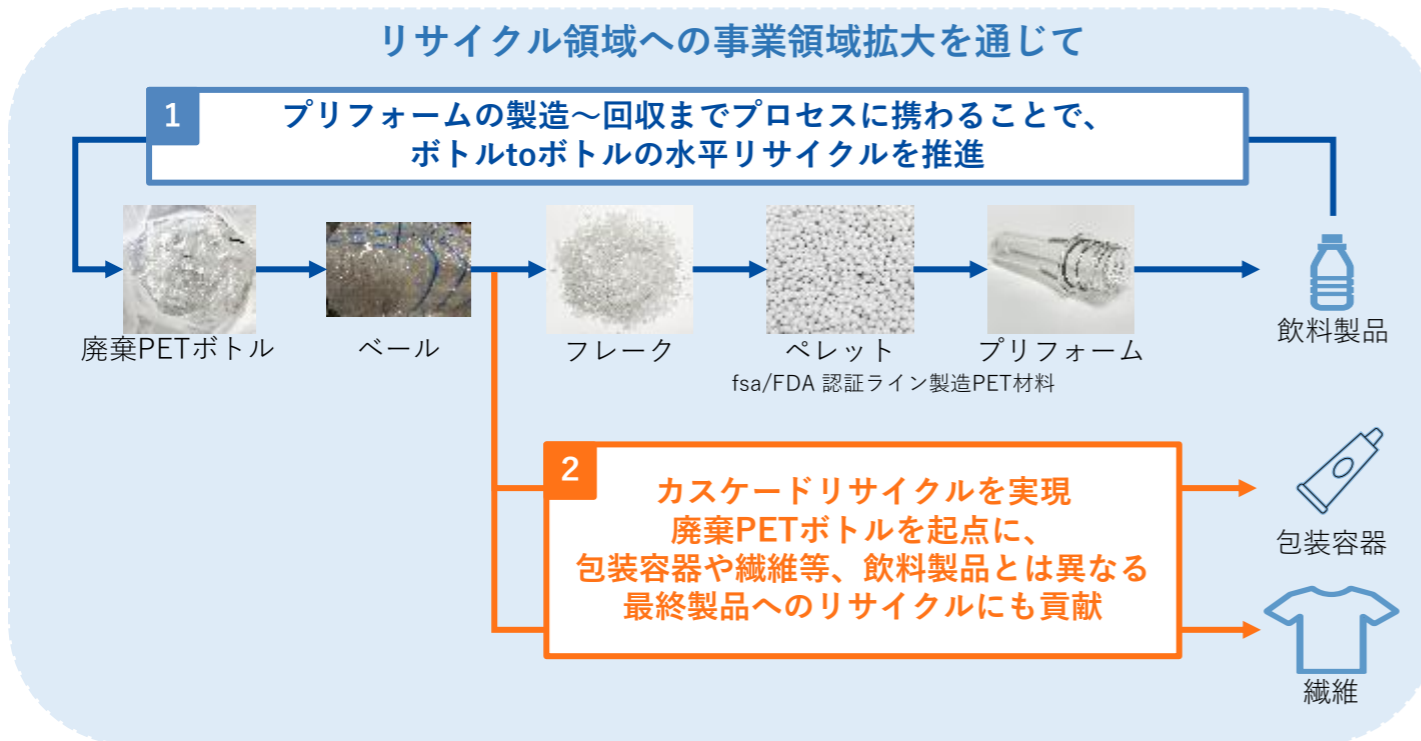 リサイクル領域への事業領域拡大を通じて
1
プリフォームの製造～回収までプロセスに携わることで、
ボトルtoボトルの水平リサイクルを推進
廃棄PETボトル
ベール
フレーク
ペレット
プリフォーム
飲料製品
fsa/FDA 認証ライン製造PET材料
2
カスケードリサイクルを実現
廃棄PETボトルを起点に、
包装容器や繊維等、飲料製品とは異なる
最終製品へのリサイクルにも貢献
包装容器
繊維